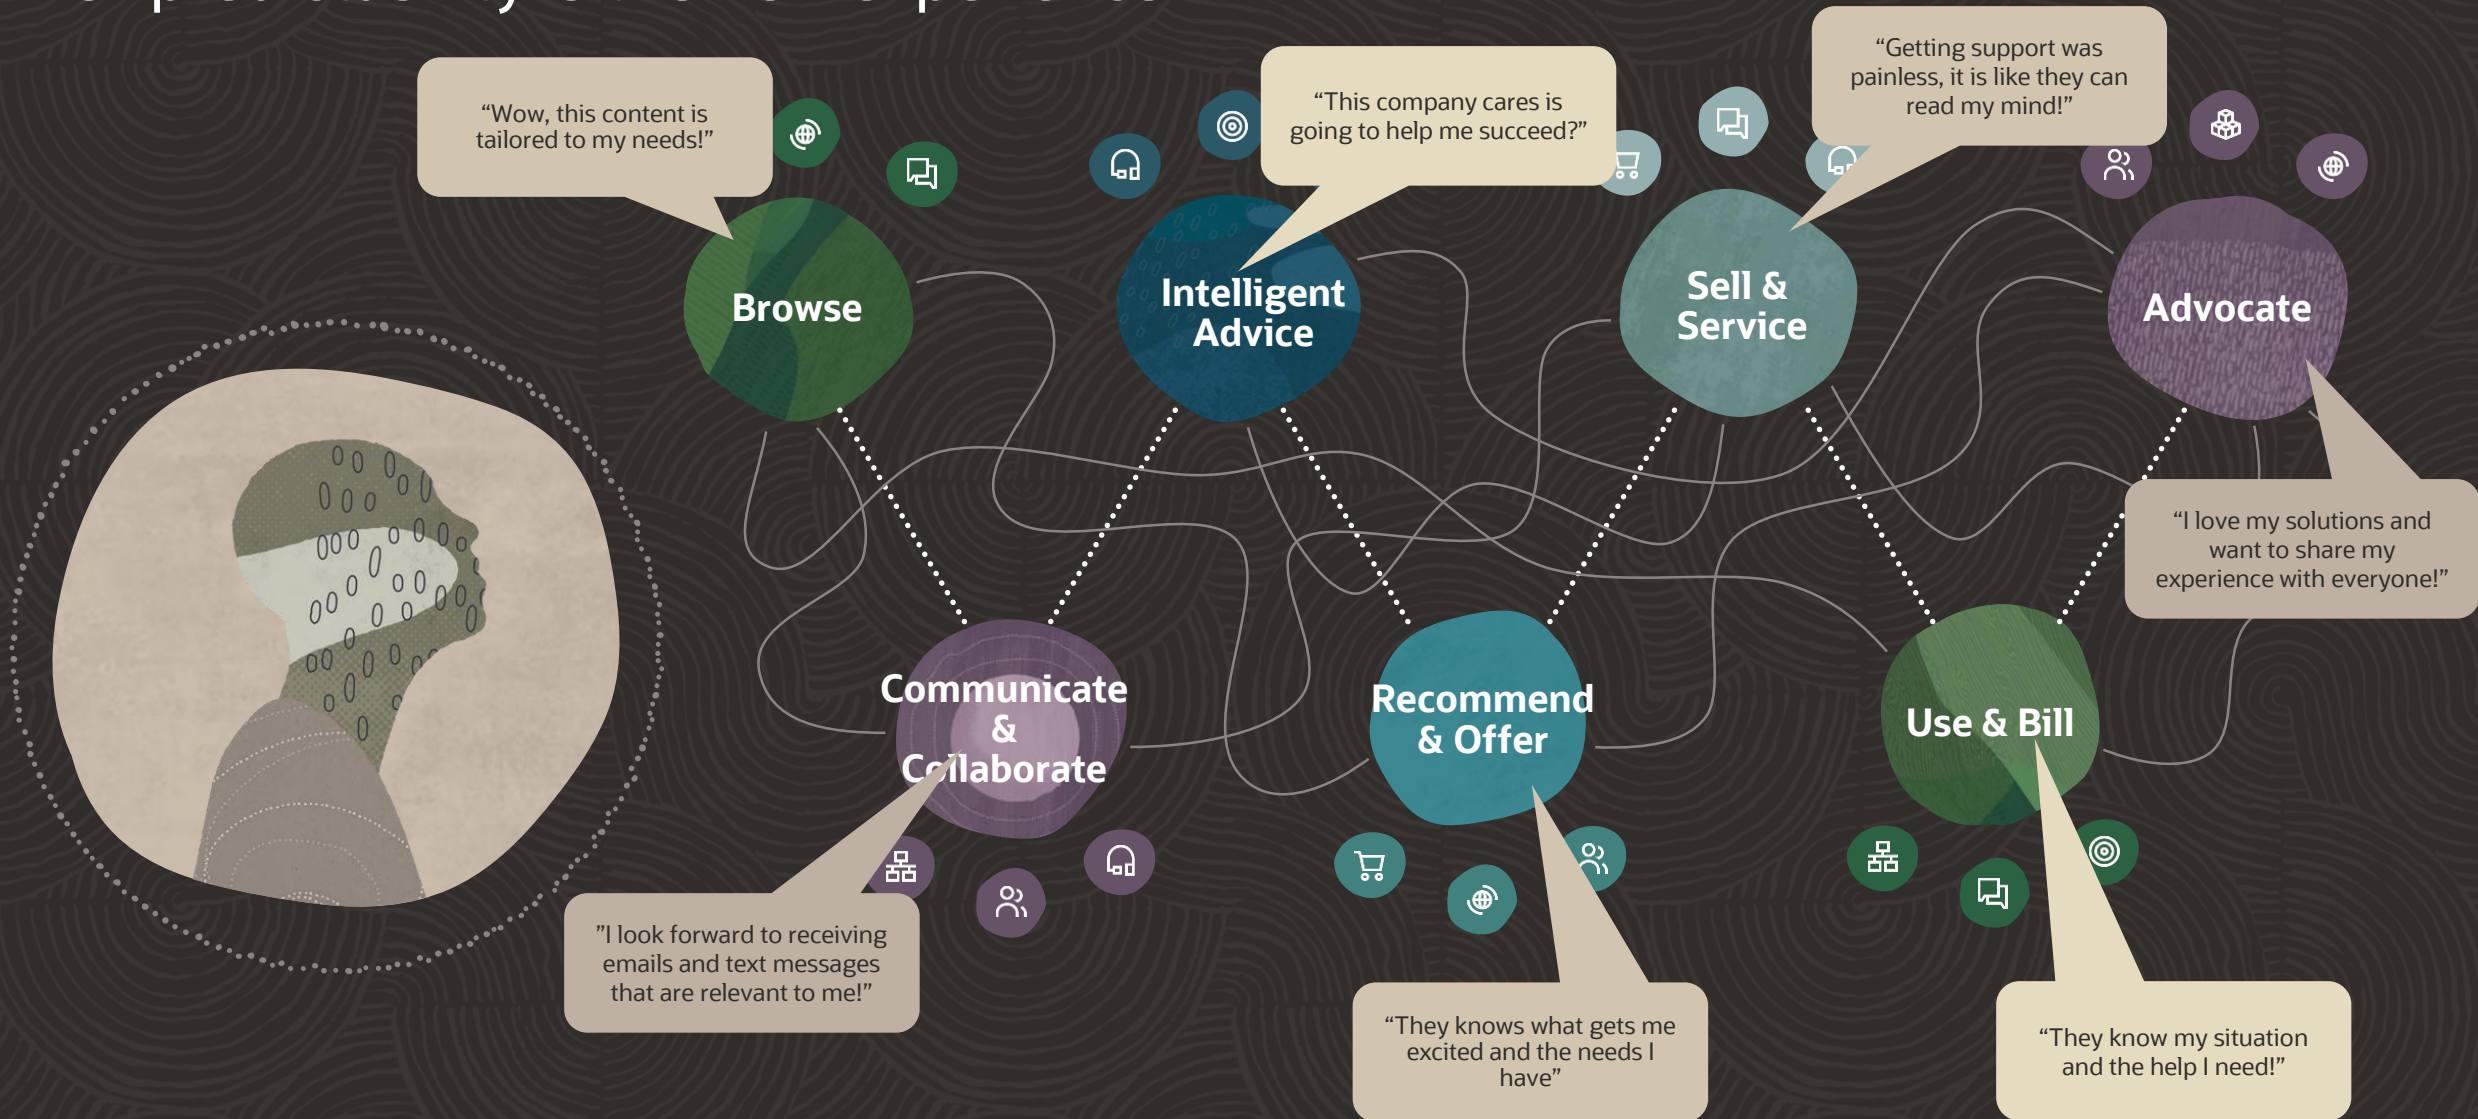 “Wow, this content is
tailored to my needs!”
“This company cares is
going to help me succeed?”
“Getting support was
painless, it is like they can
read my mind!”
Browse
Intelligent
Advice
Sell &
Service
Advocate
“I love my solutions and
want to share my
experience with everyone!”
Communicate
&
Collaborate
Recommend
& Offer
Use & Bill
”I look forward to receiving
emails and text messages
that are relevant to me!”
“They knows what gets me
excited and the needs I
have”
“They know my situation
and the help I need!”